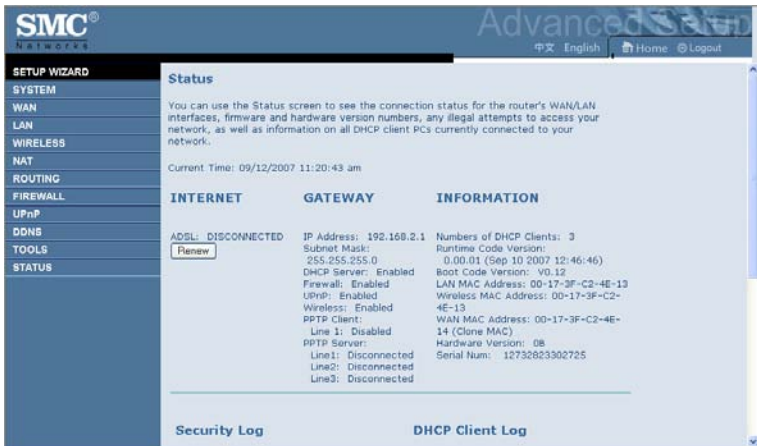 SMC®
Networks
Advanced Setup
中文 English Home Logout
SETUP WIZARD
SYSTEM
WAN
LAN
WIRELESS
NAT
ROUTING
FIREWALL
UPnP
DDNS
TOOLS
STATUS
Status
You can use the Status screen to see the connection status for the router's WAN/LAN
interfaces, firmware and hardware version numbers, any illegal attempts to access your
network, as well as information on all DHCP client PCs currently connected to your
network.
Current Time: 09/12/2007 11:20:43 am
INTERNET
ADSL: DISCONNECTED
Renew
GATEWAY
IP Address: 192.168.2.1
Subnet Mask:
255.255.255.0
DHCP Server: Enabled
Firewall: Enabled
UPnP: Enabled
Wireless: Enabled
PPTP Client:
Line 1: Disabled
PPTP Server:
Line1: Disconnected
Line2: Disconnected
Line3: Disconnected
INFORMATION
Numbers of DHCP Clients: 3
Runtime Code Version:
0.00.01 (Sep 10 2007 12:46:46)
Boot Code Version: V0.12
LAN MAC Address: 00-17-3F-C2-4E-13
Wireless MAC Address: 00-17-3F-C2-
4E-13
WAN MAC Address: 00-17-3F-C2-4E-
14 (Clone MAC)
Hardware Version: 0B
Serial Num: 12732823302725
Security Log
DHCP Client Log